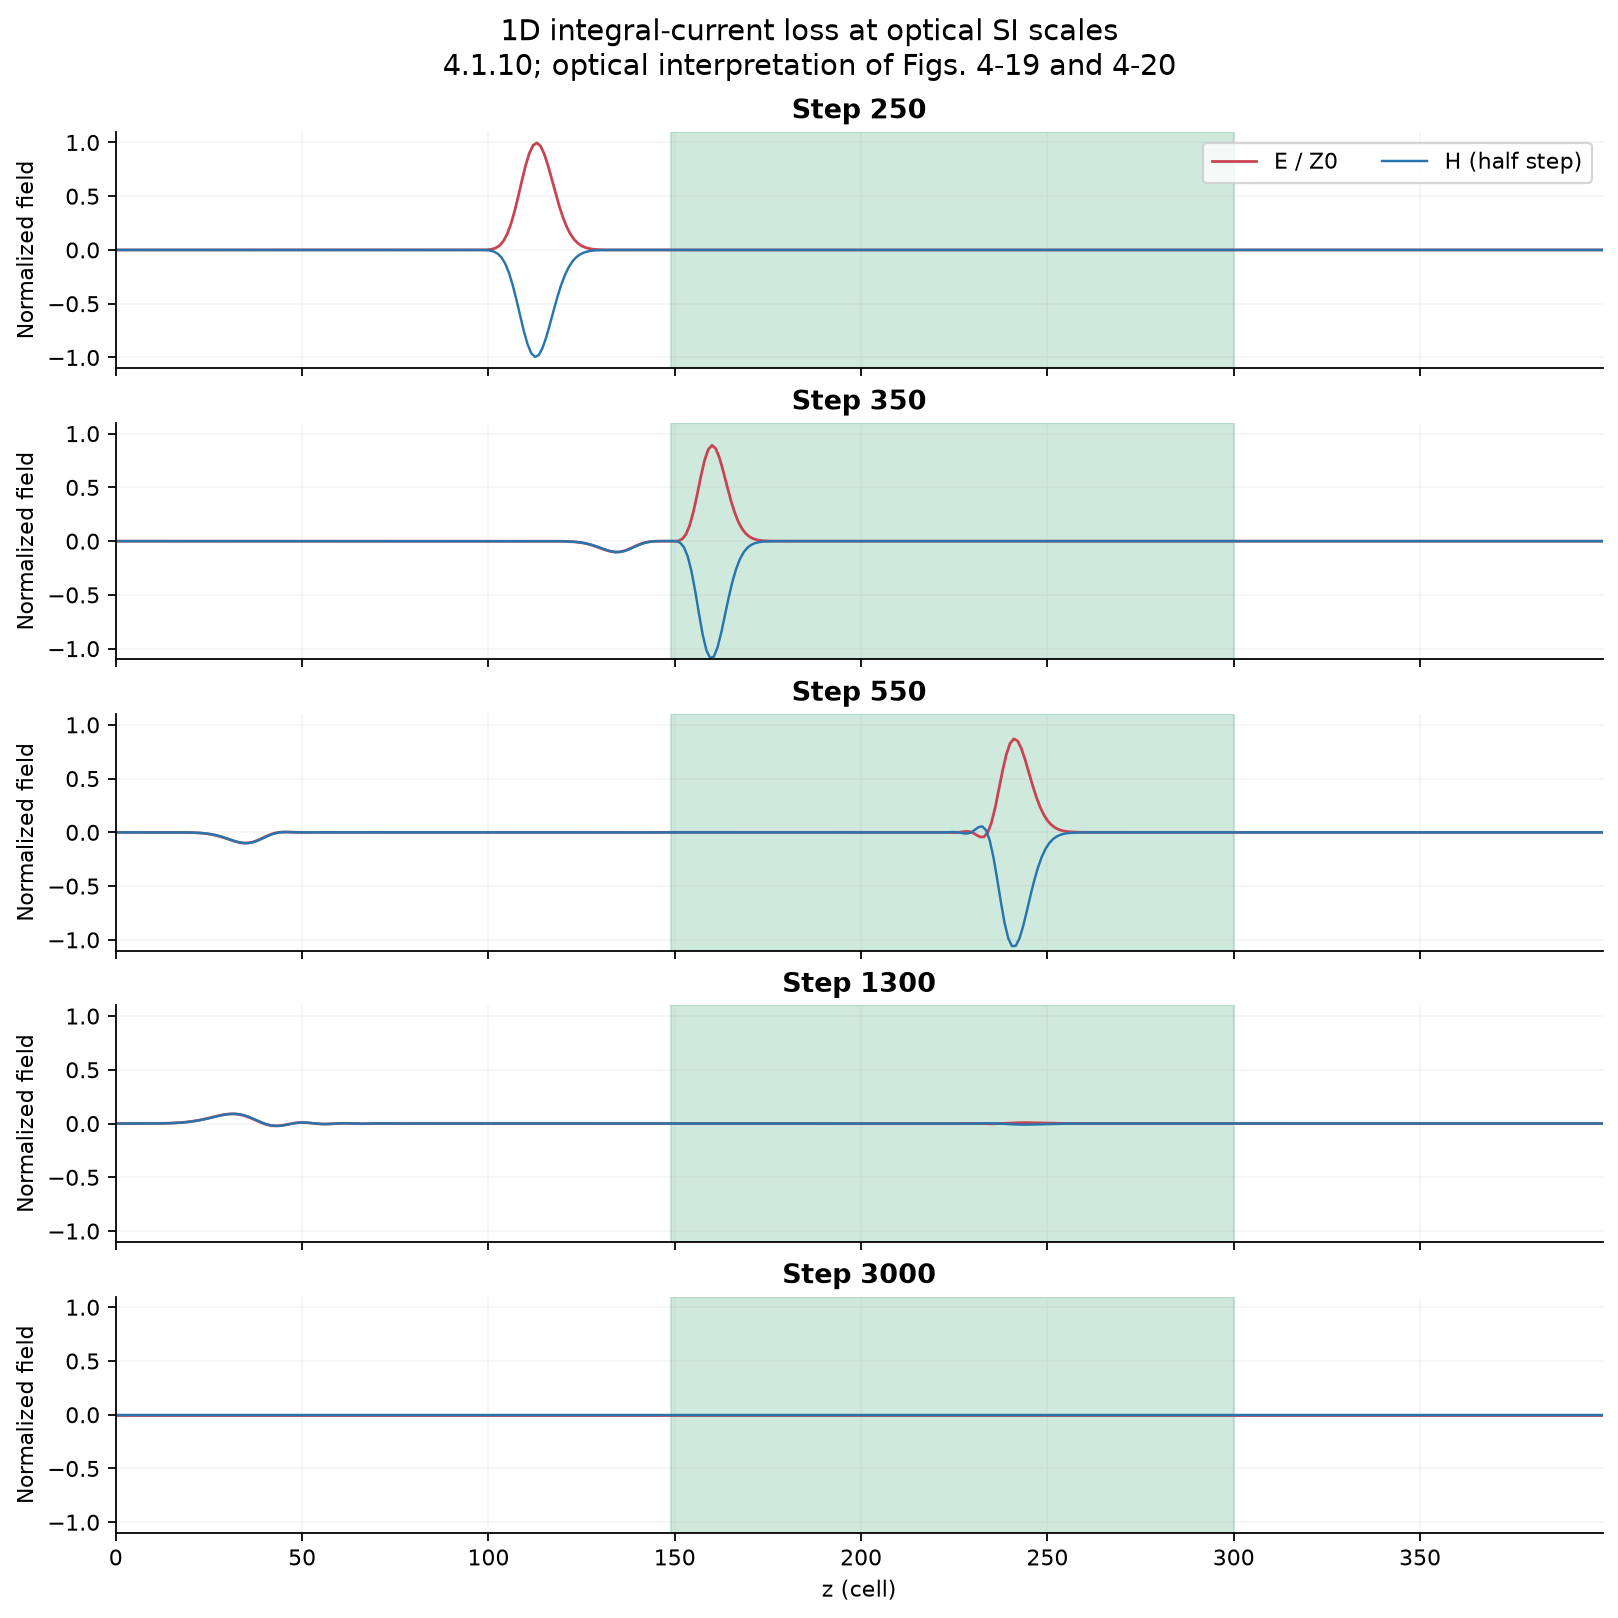 1D integral-current loss at optical SI scales
4.1.10; optical interpretation of Figs. 4-19 and 4-20
Step 250
Normalized field
1.0
0.5
0.0
−0.5
−1.0
E / Z0
H (half step)
Step 350
Normalized field
1.0
0.5
0.0
−0.5
−1.0
Step 550
Normalized field
1.0
0.5
0.0
−0.5
−1.0
Step 1300
Normalized field
1.0
0.5
0.0
−0.5
−1.0
Step 3000
Normalized field
1.0
0.5
0.0
−0.5
−1.0
0 50 100 150 200 250 300 350
z (cell)